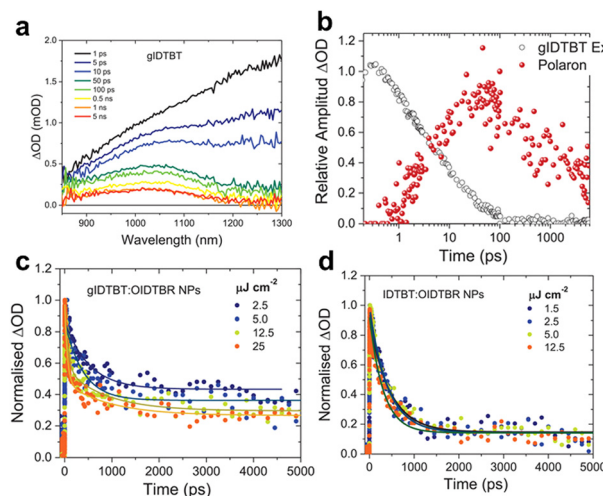 a
gIDTBT
1 ps
5 ps
10 ps
50 ps
100 ps
0.5 ns
1 ns
5 ns
2.0
1.5
1.0
0.5
0.0
ΔOD (mOD)
900 1000 1100 1200 1300
Wavelength (nm)
b
gIDTBT Ex
Polaron
1.2
1.0
0.8
0.6
0.4
0.2
0.0
Relative Amplitud ΔOD
1 10 100 1000
Time (ps)
c
gIDTBT:OIDTBR NPs
μJ cm-2
2.5
5.0
12.5
25
1.2
1.0
0.8
0.6
0.4
0.2
0.0
Normalised ΔOD
0 1000 2000 3000 4000 5000
Time (ps)
d
IDTBT:OIDTBR NPs
μJ cm-2
1.5
2.5
5.0
12.5
1.2
1.0
0.8
0.6
0.4
0.2
0.0
Normalised ΔOD
0 1000 2000 3000 4000 5000
Time (ps)